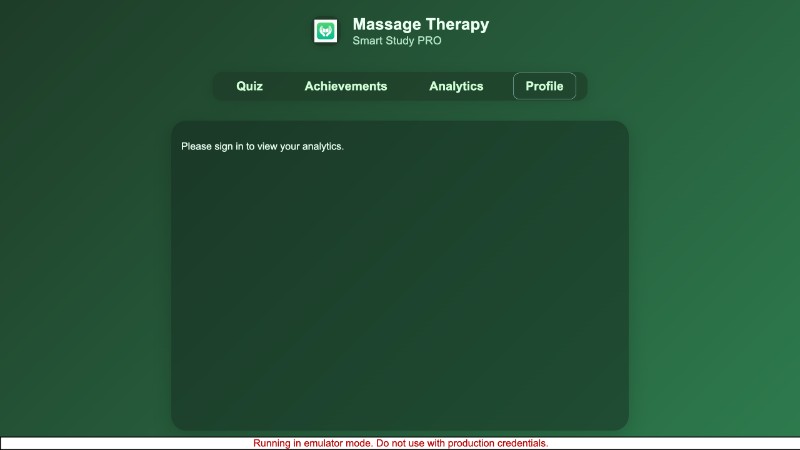 Massage Therapy
Smart Study PRO
Quiz Achievements Analytics Profile
Please sign in to view your analytics.
Running in emulator mode. Do not use with production credentials.